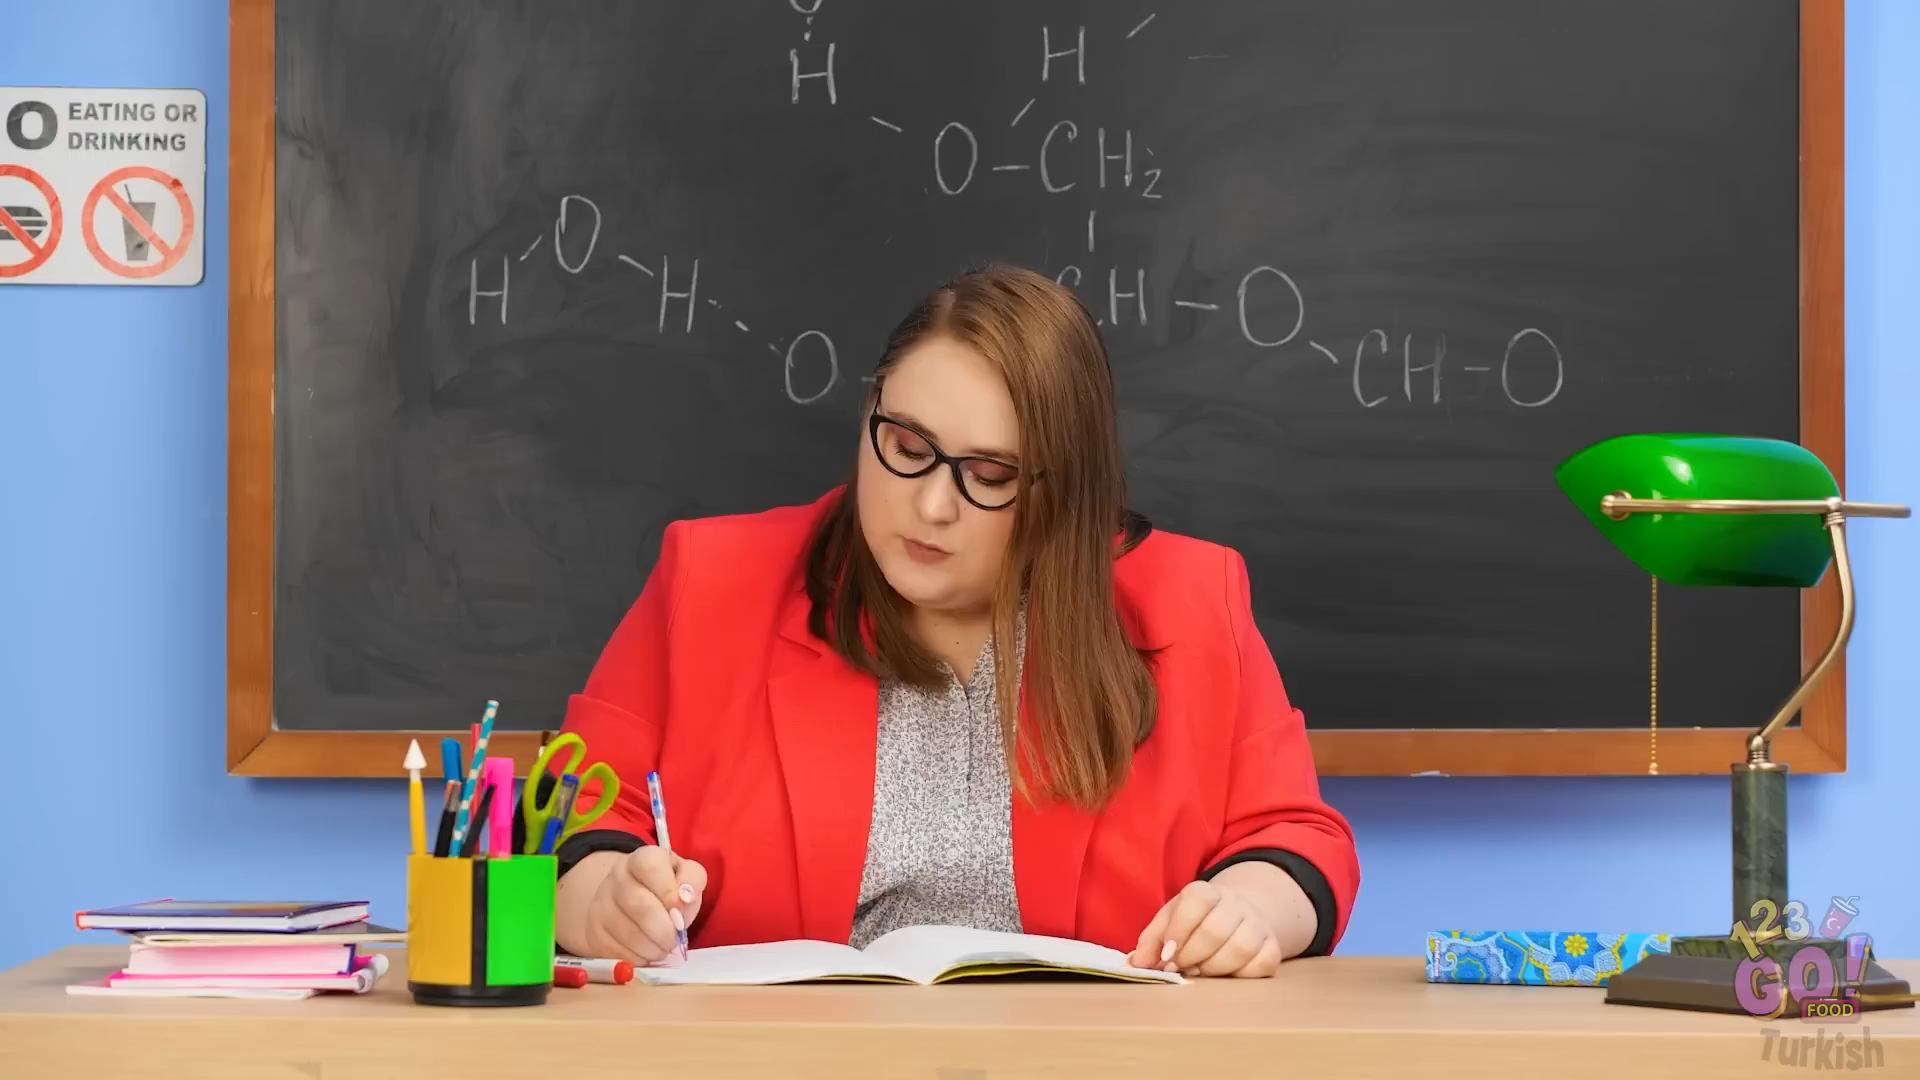 O EATING OR
DRINKING
H
H
O-CH2
O
H
H
CH-O
O
CH-O
123
GO!
FOOD
Turkish